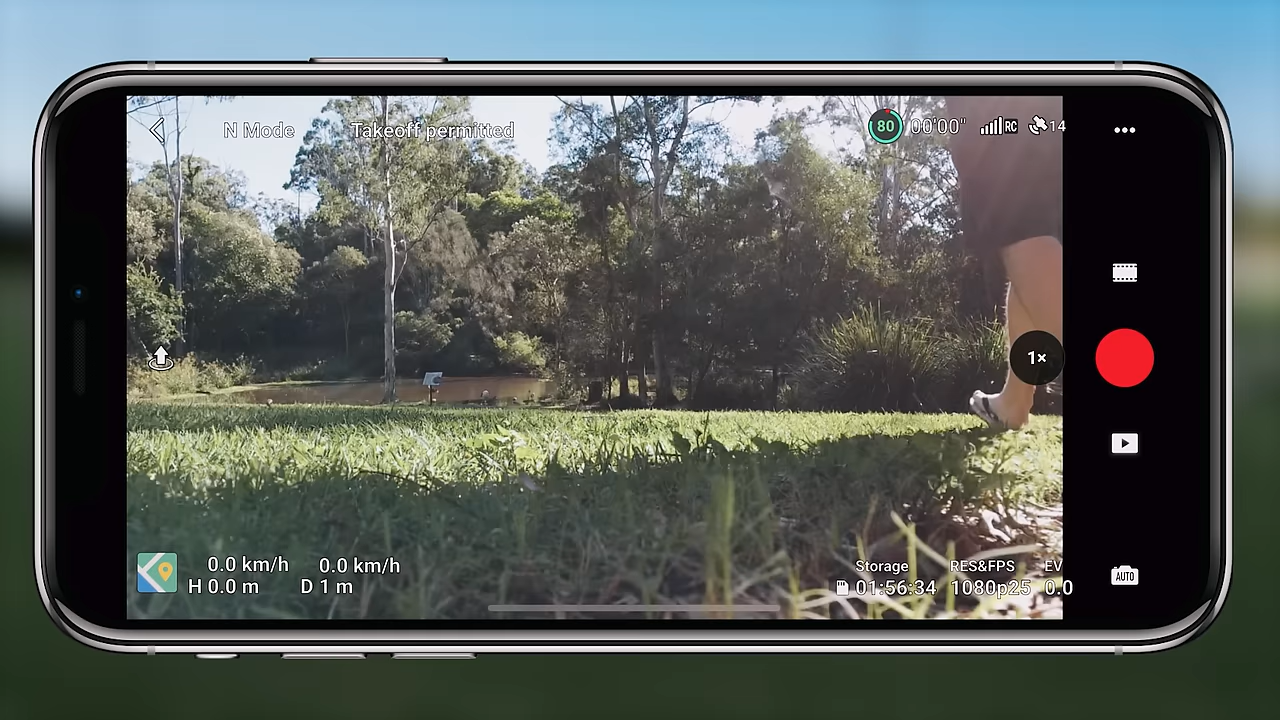 N Mode Takeoff permitted 80 00'00" RC 14
1×
0.0 km/h 0.0 km/h
H 0.0 m D 1 m
Storage RES&FPS EV
01:56:34 1080p25 0.0
AUTO